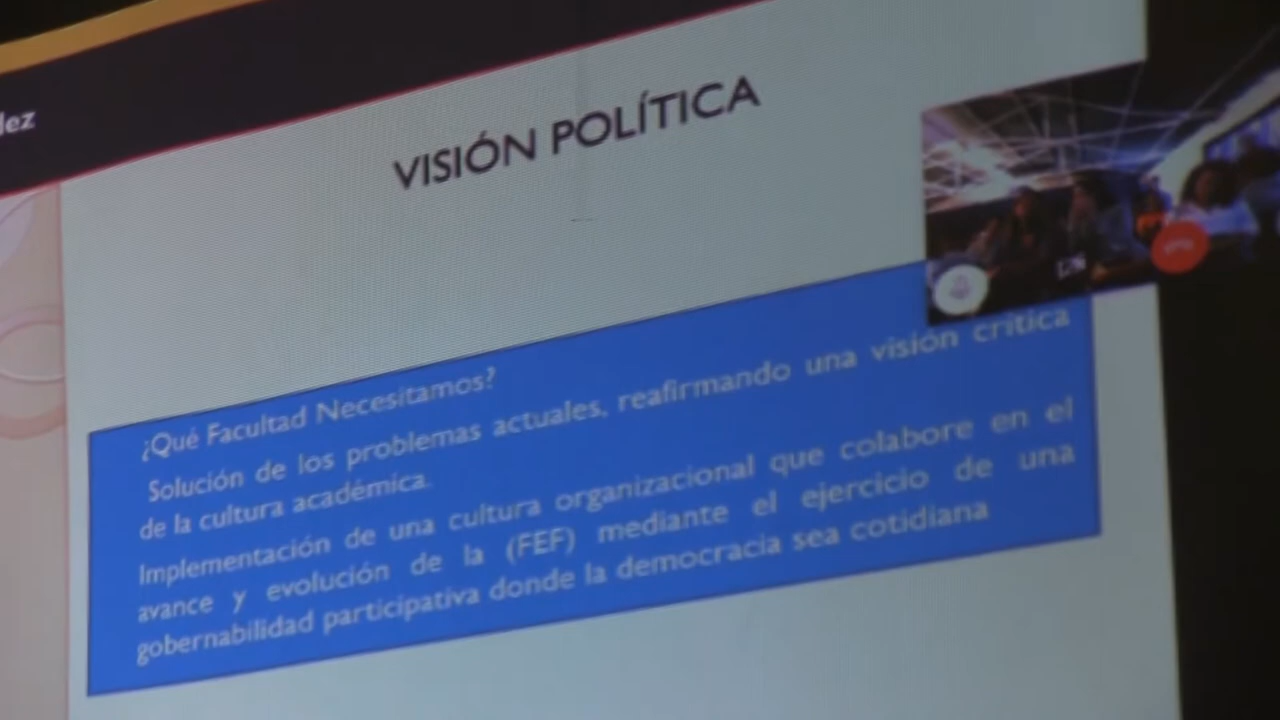 lez
VISIÓN POLÍTICA
¿Qué Facultad Necesitamos?
Solución de los problemas actuales, reafirmando una visión crítica
de la cultura académica.
Implementación de una cultura organizacional que colabore en el
avance y evolución de la (FEF) mediante el ejercicio de una
gobernabilidad participativa donde la democracia sea cotidiana